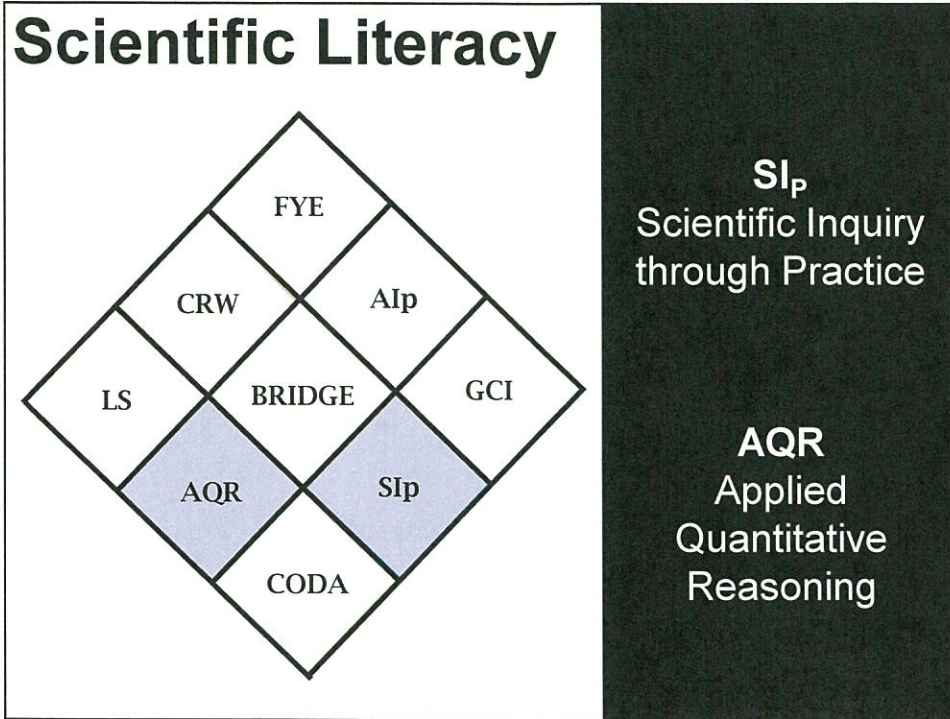 Scientific Literacy
FYE
CRW
AIp
LS
BRIDGE
GCI
AQR
SIp
CODA
SIP
Scientific Inquiry
through Practice
AQR
Applied
Quantitative
Reasoning